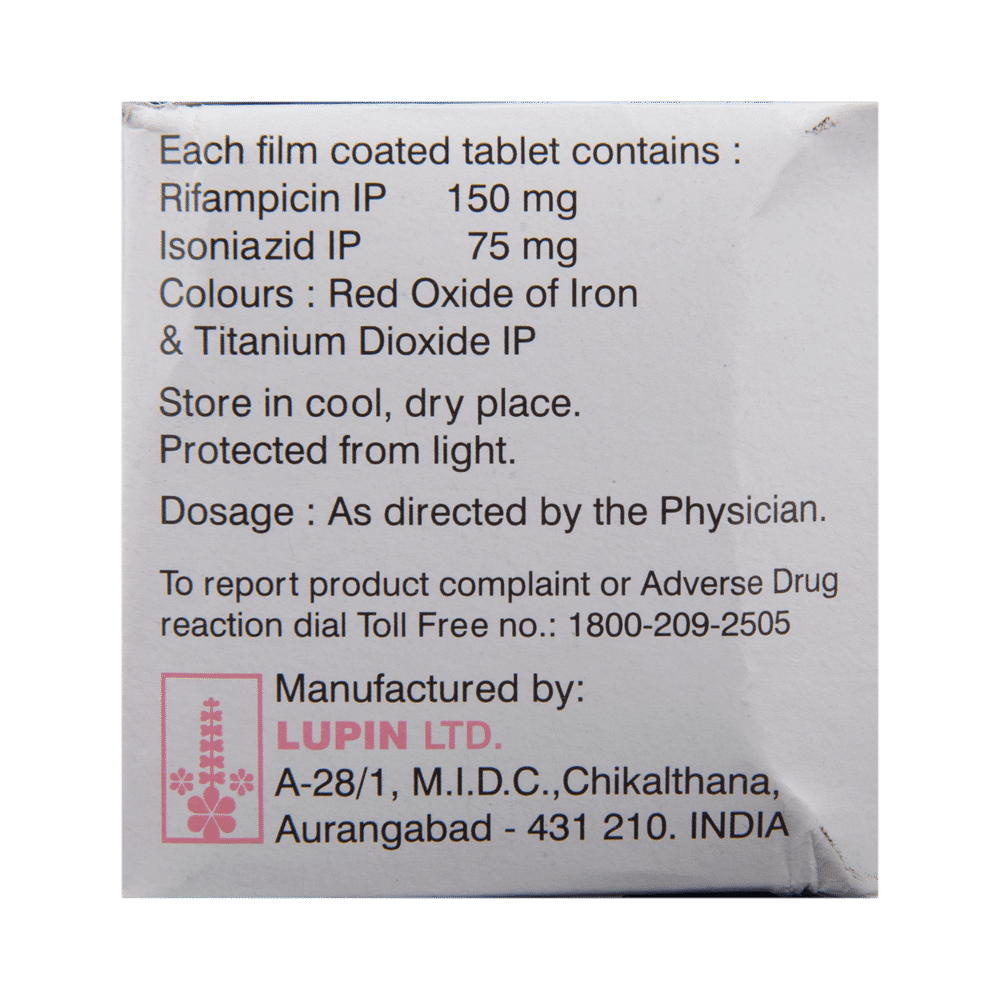 Each film coated tablet contains :
Rifampicin IP 150 mg
Isoniazid IP 75 mg
Colours : Red Oxide of Iron
& Titanium Dioxide IP
Store in cool, dry place.
Protected from light.
Dosage : As directed by the Physician.
To report product complaint or Adverse Drug
reaction dial Toll Free no.: 1800-209-2505
Manufactured by:
LUPIN LTD.
A-28/1, M.I.D.C.,Chikalthana,
Aurangabad - 431 210. INDIA